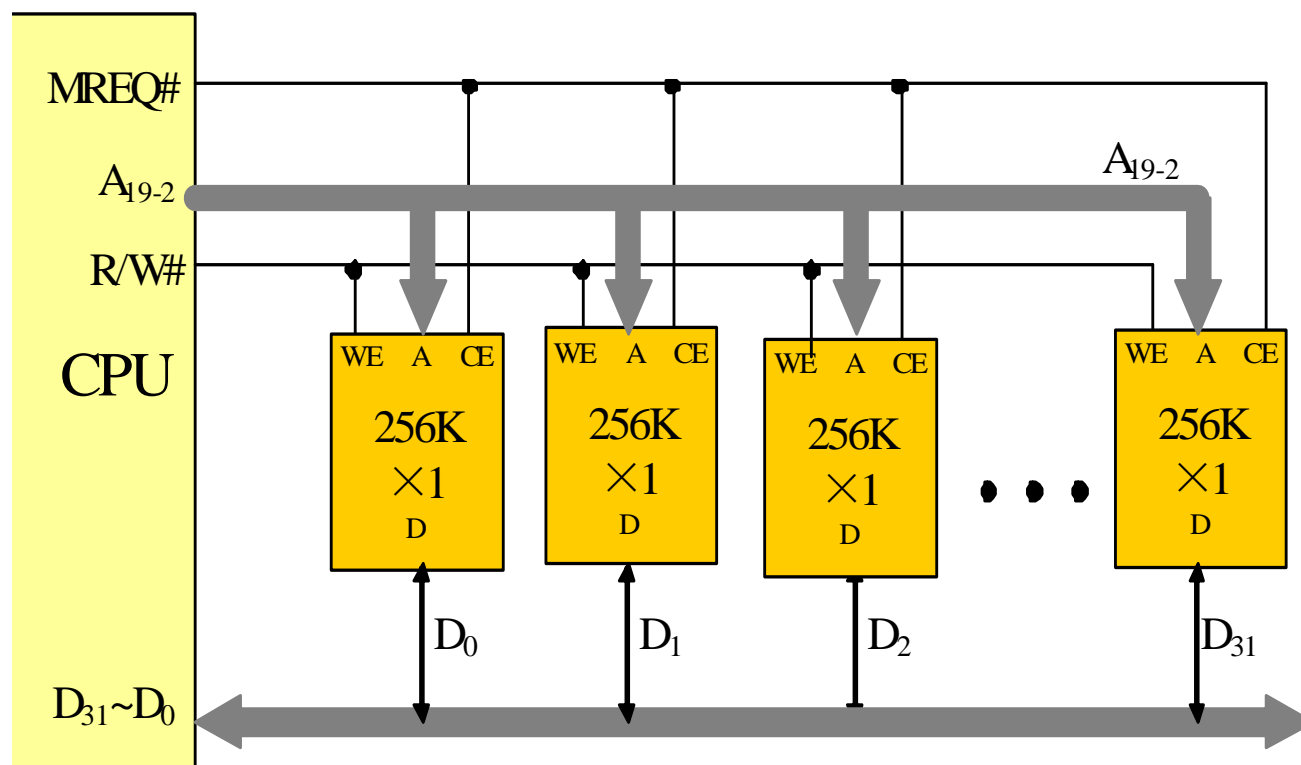 MREQ#
A19-2
A19-2
R/W#
CPU
WE A CE
256K
×1
D
WE A CE
256K
×1
D
WE A CE
256K
×1
D
WE A CE
256K
×1
D
D0
D1
D2
D31
D31~D0